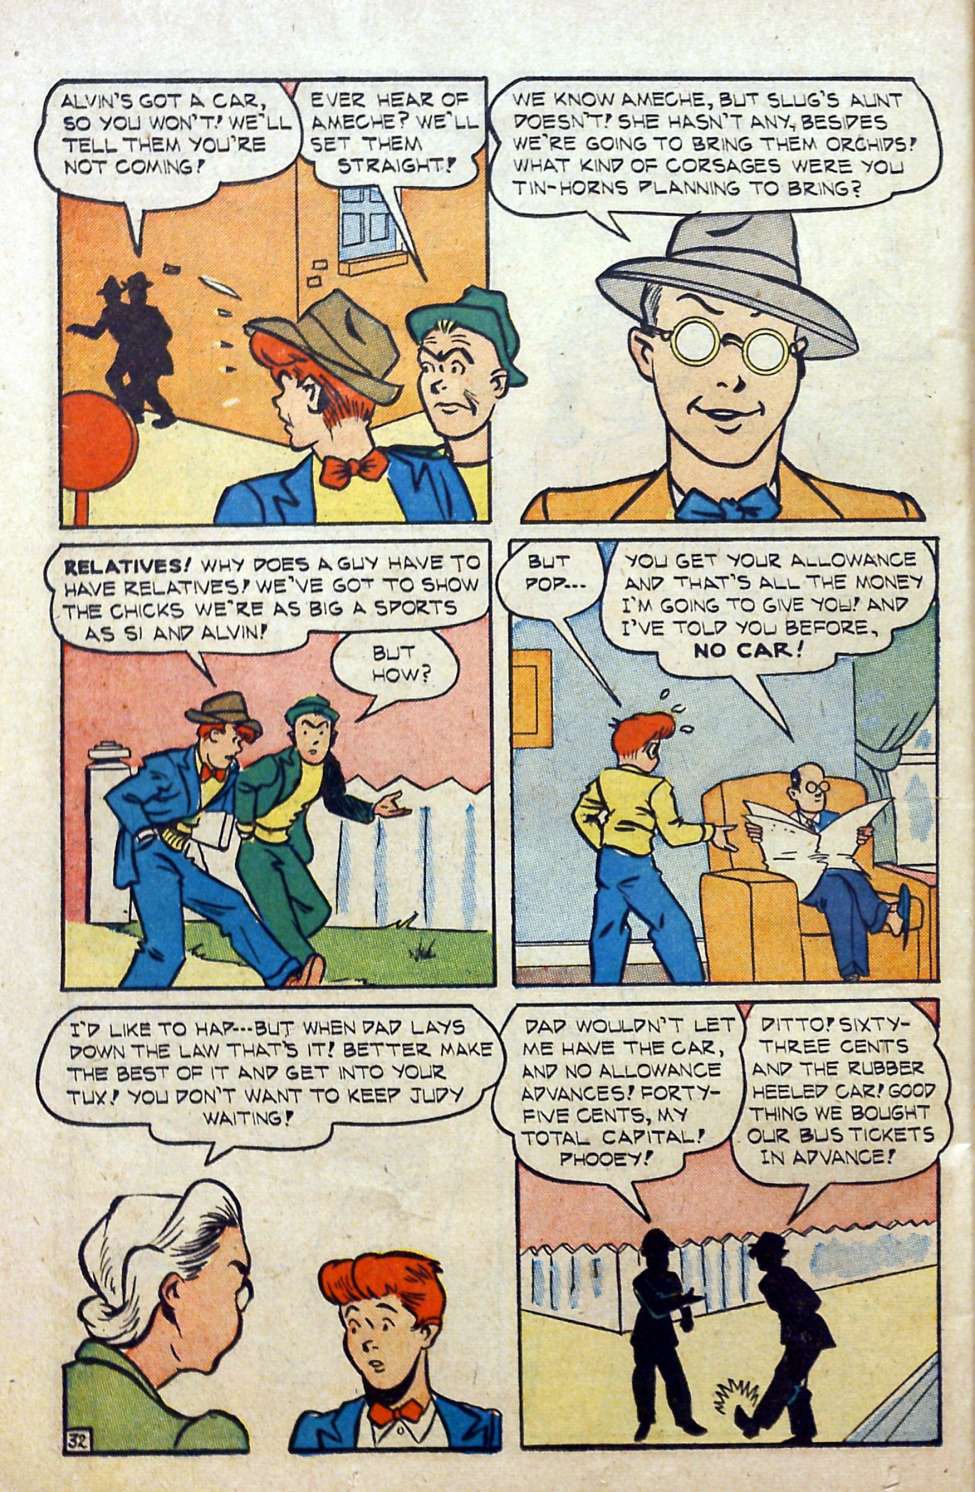 ALVIN'S GOT A CAR,
SO YOU WON'T! WE'LL
TELL THEM YOU'RE
NOT COMING!
EVER HEAR OF
AMECHE? WE'LL
SET THEM
STRAIGHT!
WE KNOW AMECHE, BUT SLUG'S AUNT
DOESN'T! SHE HASN'T ANY, BESIDES
WE'RE GOING TO BRING THEM ORCHIDS!
WHAT KIND OF CORSAGES WERE YOU
TIN-HORNS PLANNING TO BRING?
RELATIVES! WHY DOES A GUY HAVE TO
HAVE RELATIVES! WE'VE GOT TO SHOW
THE CHICKS WE'RE AS BIG A SPORTS
AS SI AND ALVIN!
BUT
HOW?
BUT
POP---
YOU GET YOUR ALLOWANCE
AND THAT'S ALL THE MONEY
I'M GOING TO GIVE YOU! AND
I'VE TOLD YOU BEFORE,
NO CAR!
I'D LIKE TO HAP---BUT WHEN DAD LAYS
DOWN THE LAW THAT'S IT! BETTER MAKE
THE BEST OF IT AND GET INTO YOUR
TUX! YOU DON'T WANT TO KEEP JUDY
WAITING!
DAD WOULDN'T LET
ME HAVE THE CAR,
AND NO ALLOWANCE
ADVANCES! FORTY-
FIVE CENTS, MY
TOTAL CAPITAL!
PHOOEY!
DITTO! SIXTY-
THREE CENTS
AND THE RUBBER
HEELED CAR! GOOD
THING WE BOUGHT
OUR BUS TICKETS
IN ADVANCE!
32